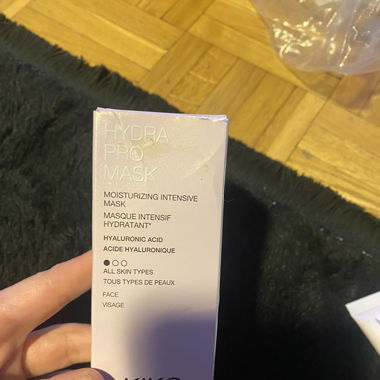 HYDRA
PRO
MASK
MOISTURIZING INTENSIVE
MASK
MASQUE INTENSIF
HYDRATANT*
HYALURONIC ACID
ACIDE HYALURONIQUE
ALL SKIN TYPES
TOUS TYPES DE PEAUX
FACE
VISAGE
KIKO